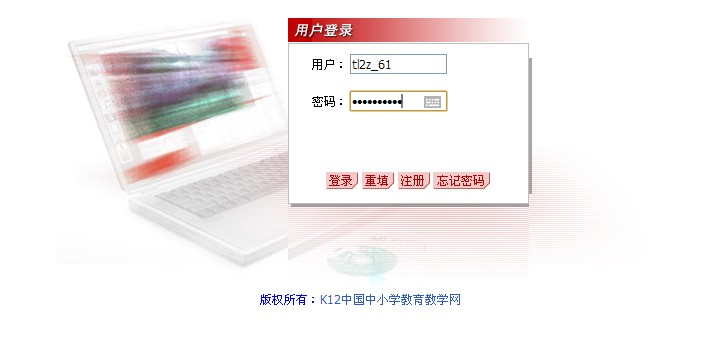 用户登录
用户：tl2z_61
密码：••••••••••
登录 重填 注册 忘记密码
版权所有：K12中国中小学教育教学网